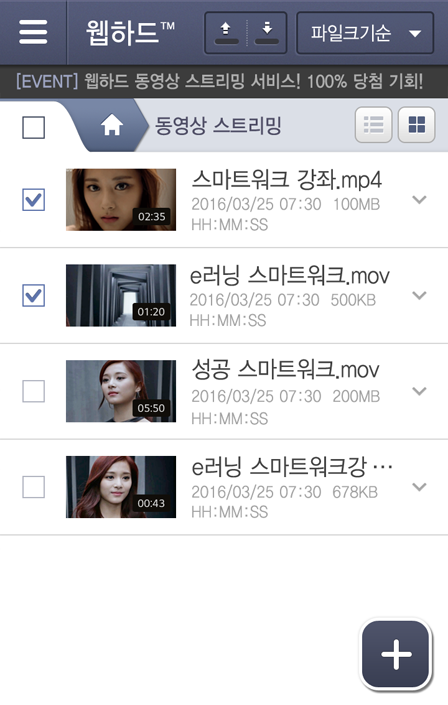 웹하드™
파일크기순
[EVENT] 웹하드 동영상 스트리밍 서비스! 100% 당첨 기회!
동영상 스트리밍
스마트워크 강좌.mp4
02:35
2016/03/25 07:30 100MB
HH:MM:SS
e러닝 스마트워크.mov
01:20
2016/03/25 07:30 500KB
HH:MM:SS
성공 스마트워크.mov
05:50
2016/03/25 07:30 200MB
HH:MM:SS
e러닝 스마트워크강 ···
00:43
2016/03/25 07:30 678KB
HH:MM:SS